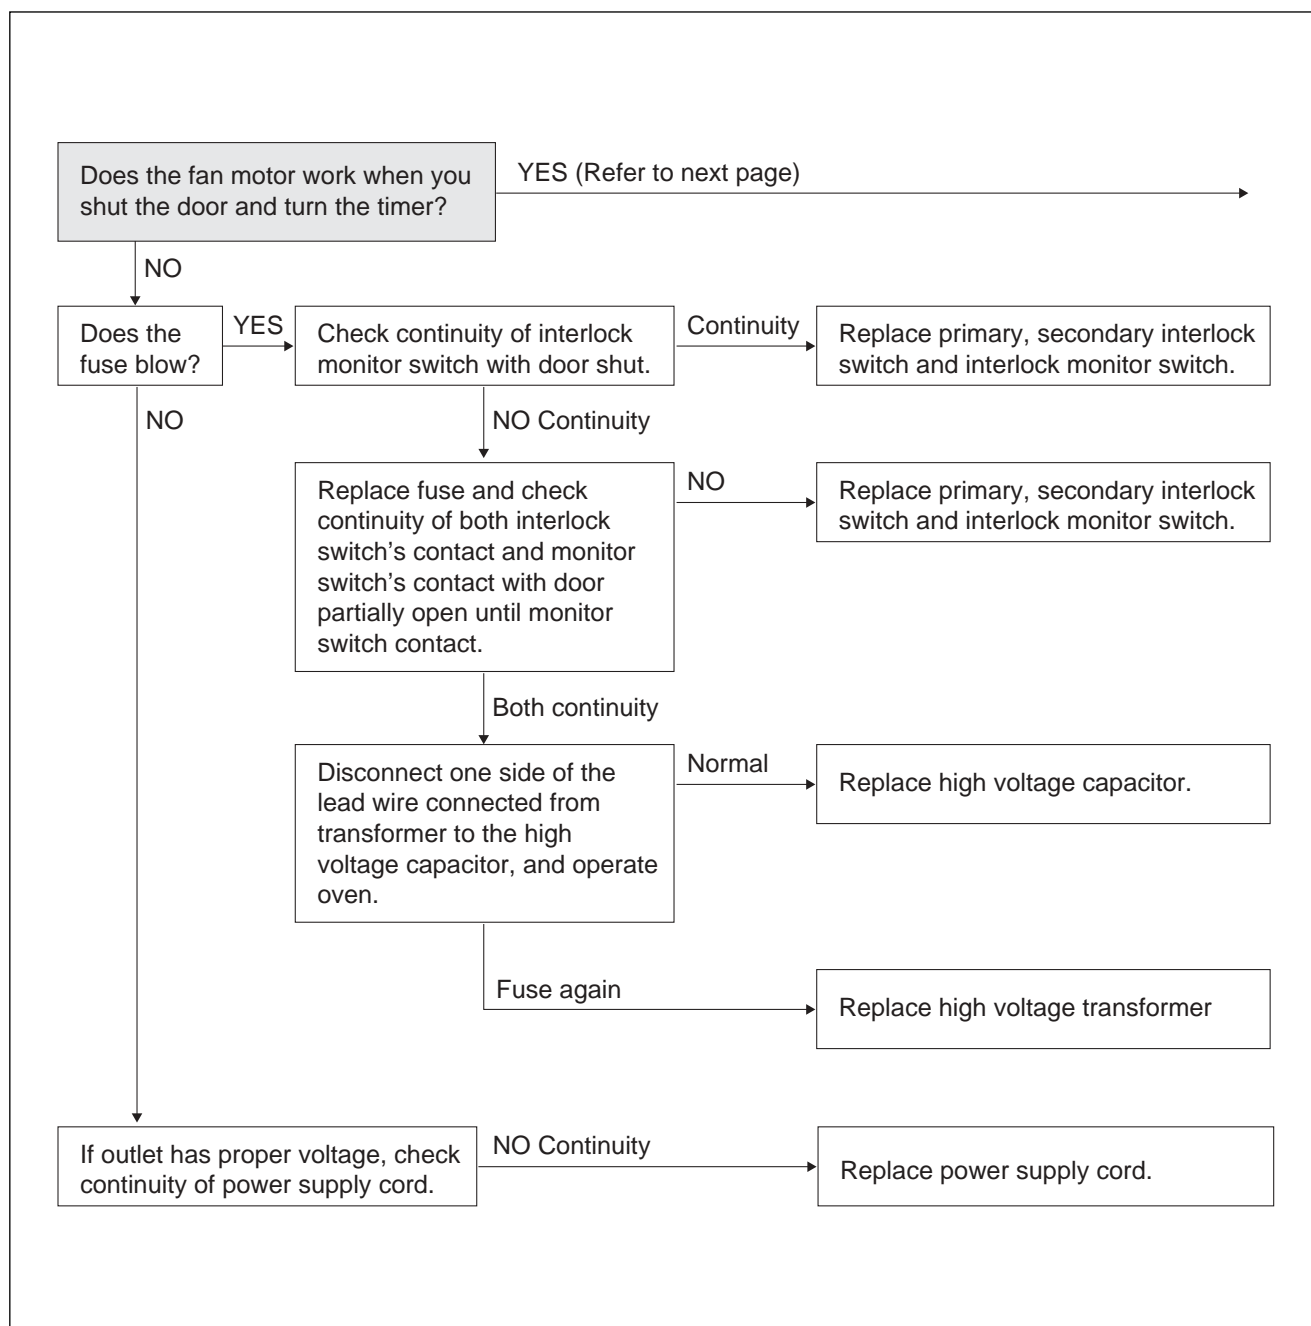 Does the fan motor work when you
shut the door and turn the timer?
YES (Refer to next page)
NO
Does the
fuse blow?
YES
Check continuity of interlock
monitor switch with door shut.
Continuity
Replace primary, secondary interlock
switch and interlock monitor switch.
NO
NO Continuity
Replace fuse and check
continuity of both interlock
switch’s contact and monitor
switch’s contact with door
partially open until monitor
switch contact.
NO
Replace primary, secondary interlock
switch and interlock monitor switch.
Both continuity
Disconnect one side of the
lead wire connected from
transformer to the high
voltage capacitor, and operate
oven.
Normal
Replace high voltage capacitor.
Fuse again
Replace high voltage transformer
If outlet has proper voltage, check
continuity of power supply cord.
NO Continuity
Replace power supply cord.